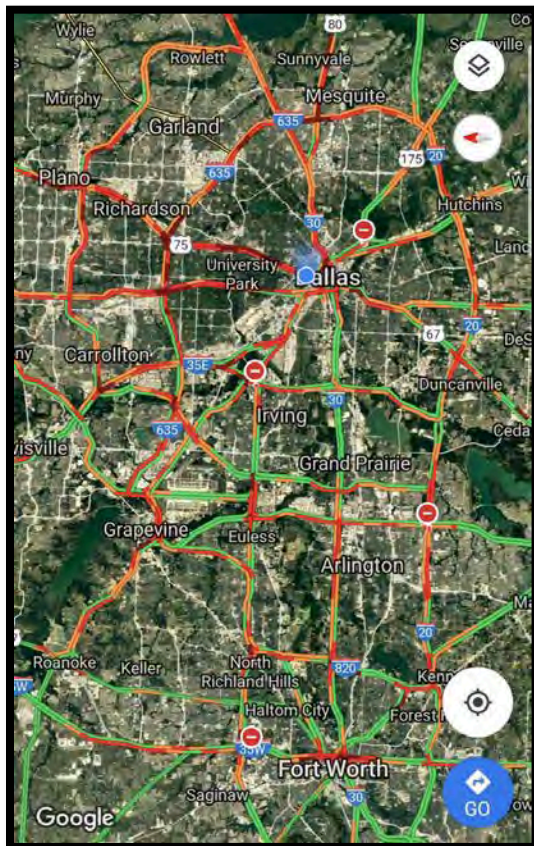 80
Wylie
Rowlett
Sunnyvale
Murphy
Mesquite
Garland
635
635
175
20
Plano
Richardson
30
Hutchins
75
University
Park
Dallas
67
20
Carrollton
35E
Duncanville
30
Irving
635
Grand Prairie
Grapevine
Euless
Arlington
20
Roanoke
Keller
North
Richland Hills
820
Haltom City
35W
Fort Worth
Saginaw
30
GO
Google